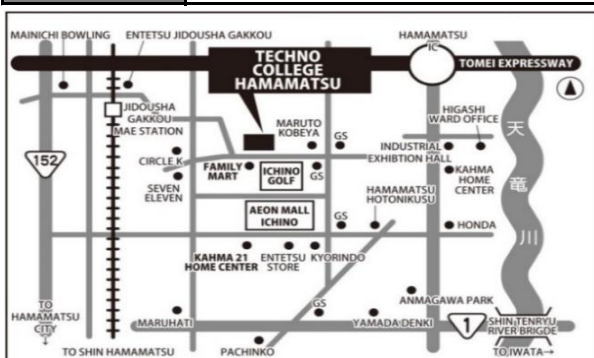 MAINICHI BOWLING
ENTETSU JIDOUSHA GAKKOU
HAMAMATSU
IC
TECHNO
COLLEGE
HAMAMATSU
TOMEI EXPRESSWAY
JIDOUSHA
GAKKOU
MAE STATION
MARUTO
KOBEYA
GS
HIGASHI
WARD OFFICE
天
竜
川
152
CIRCLE K
FAMILY
MART
ICHINO
GOLF
GS
INDUSTRIAL
EXHIBTION HALL
KAHMA
HOME
CENTER
SEVEN
ELEVEN
AEON MALL
ICHINO
GS
HAMAMATSU
HOTONIKUSU
HONDA
KAHMA 21
HOME CENTER
ENTETSU
STORE
KYORINDO
TO
HAMAMATSU
CITY
↓
MARUHATI
GS
YAMADA DENKI
ANMAGAWA PARK
1
SHIN TENRYU
RIVER BRIGDE
TO SHIN HAMAMATSU
PACHINKO
TO IWATA→